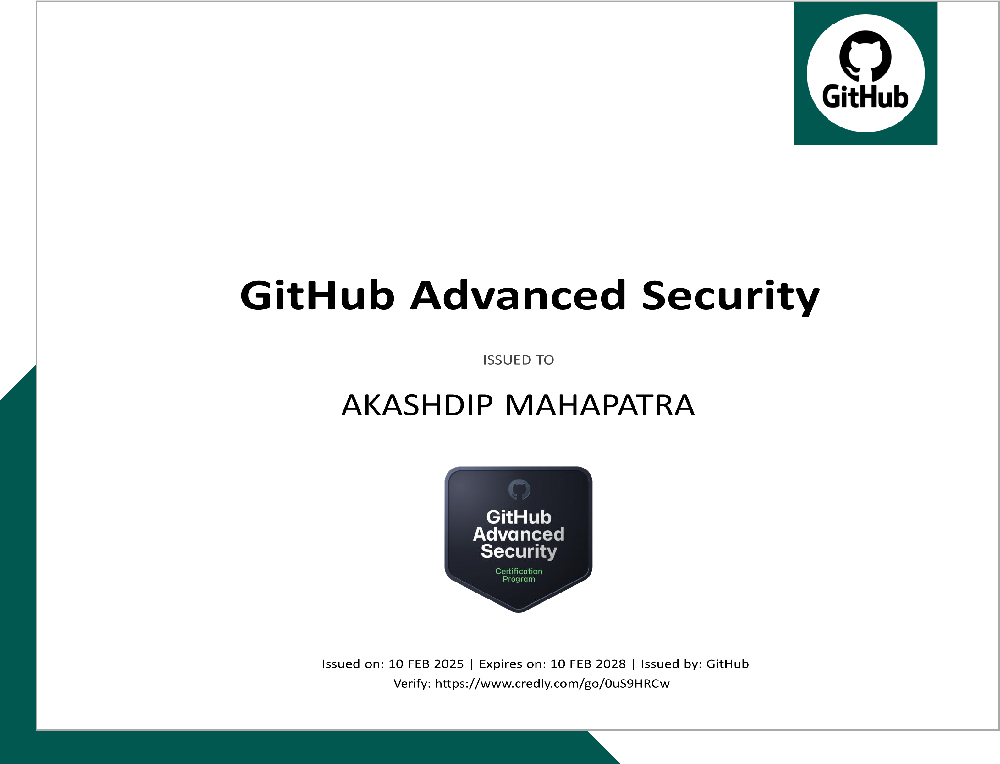 GitHub
GitHub Advanced Security
ISSUED TO
AKASHDIP MAHAPATRA
GitHub
Advanced
Security
Certification
Program
Issued on: 10 FEB 2025 | Expires on: 10 FEB 2028 | Issued by: GitHub
Verify: https://www.credly.com/go/0uS9HRCw